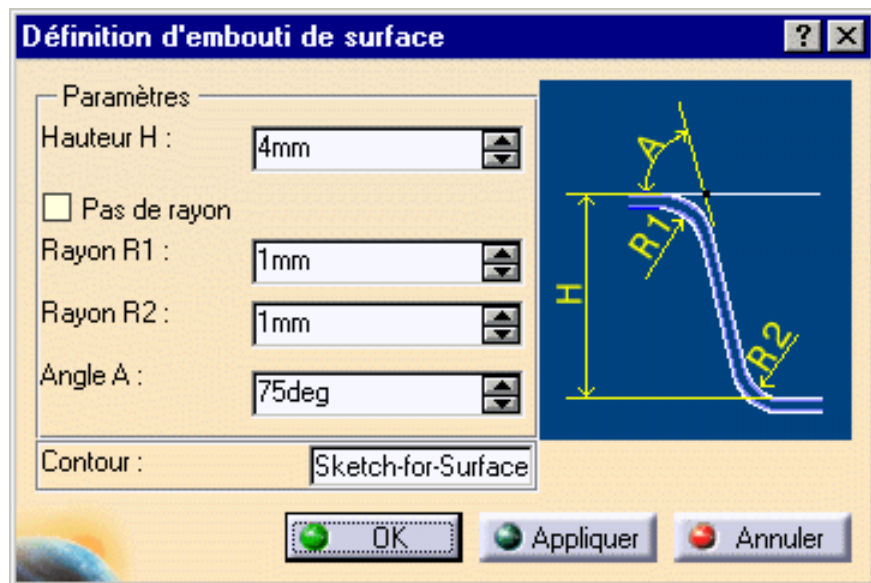 Définition d'embouti de surface
Paramètres
Hauteur H :
4mm
Pas de rayon
Rayon R1 :
1mm
Rayon R2 :
1mm
Angle A :
75deg
Contour :
Sketch-for-Surface
A
R1
H
R2
OK
Appliquer
Annuler